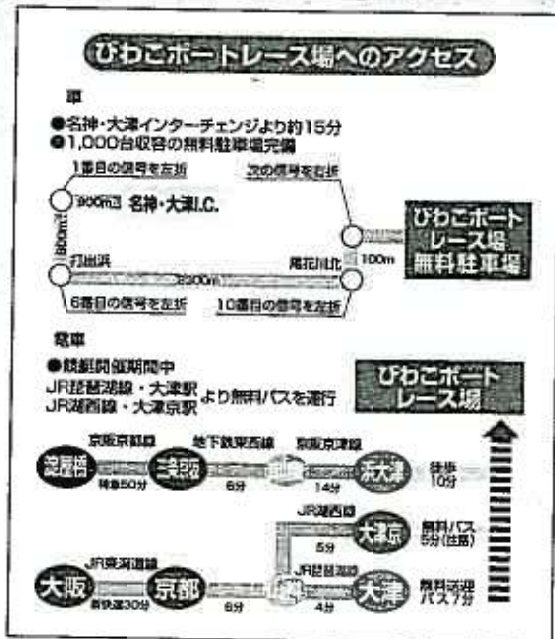 びわこボートレース場へのアクセス
車
●名神・大津インターチェンジより約15分
●1,000台収容の無料駐車場完備
1番目の信号を左折
次の信号を右折
900m 名神・大津I.C.
びわこボート
レース場
無料駐車場
800m
打出浜
2300m
尾花川北
100m
6番目の信号を左折
10番目の信号を左折
電車
●競艇開催期間中
JR琵琶湖線・大津駅
JR湖西線・大津京駅
より無料バスを運行
びわこボート
レース場
京阪京都線
地下鉄東西線
京阪京津線
淀屋橋
特急50分
三条京阪
6分
14分
浜大津
徒歩
10分
JR湖西線
5分
大津京
無料バス
5分
JR東海道線
JR琵琶湖線
大阪
新快速30分
京都
6分
山科
4分
大津
無料送迎
バス7分